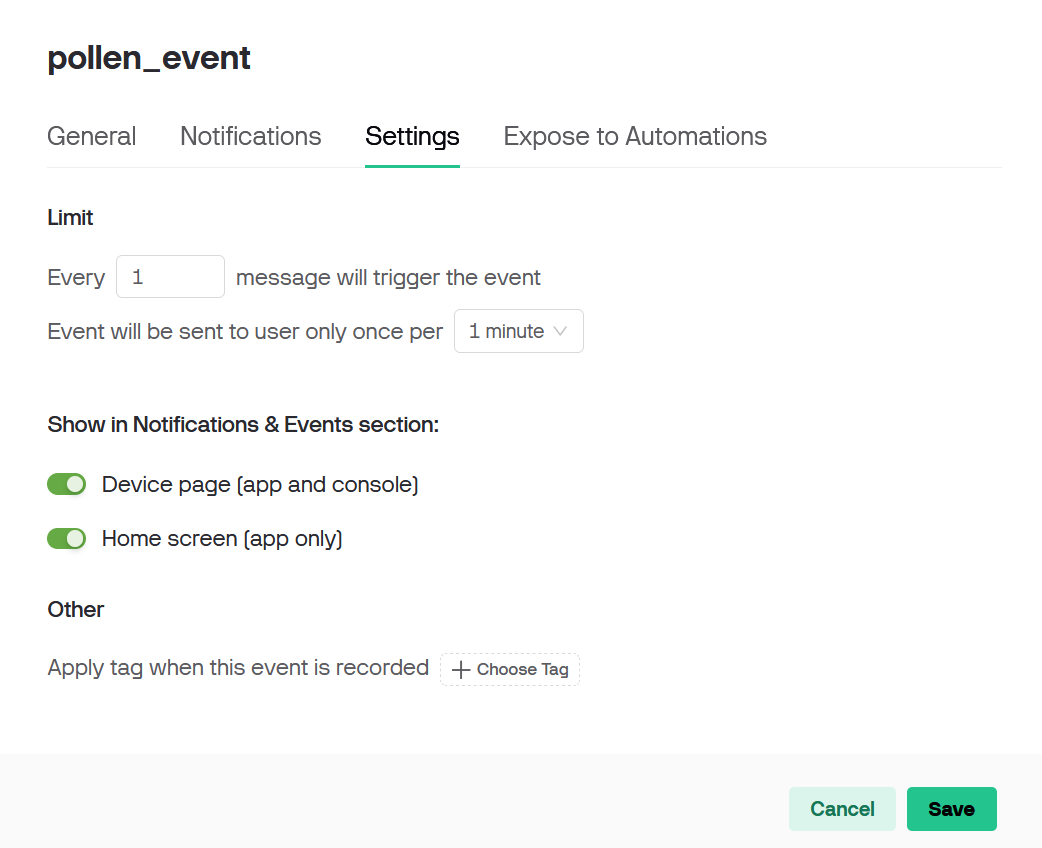 pollen_event
General Notifications Settings Expose to Automations
Limit
Every 1 message will trigger the event
Event will be sent to user only once per 1 minute
Show in Notifications & Events section:
Device page (app and console)
Home screen (app only)
Other
Apply tag when this event is recorded + Choose Tag
Cancel Save